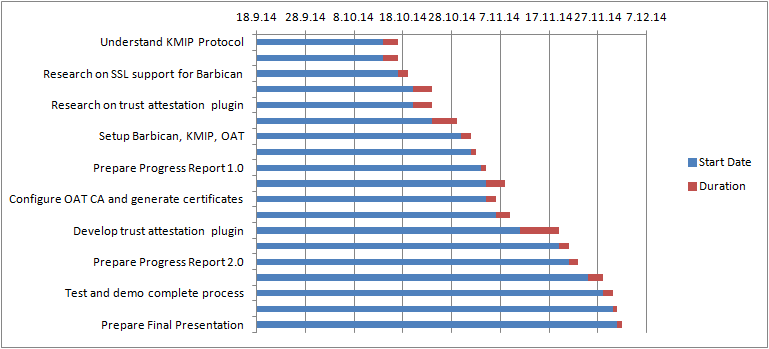 18.9.14 28.9.14 8.10.14 18.10.14 28.10.14 7.11.14 17.11.14 27.11.14 7.12.14
Understand KMIP Protocol
Research on SSL support for Barbican
Research on trust attestation plugin
Setup Barbican, KMIP, OAT
Prepare Progress Report 1.0
Configure OAT CA and generate certificates
Develop trust attestation plugin
Prepare Progress Report 2.0
Test and demo complete process
Prepare Final Presentation
Start Date
Duration